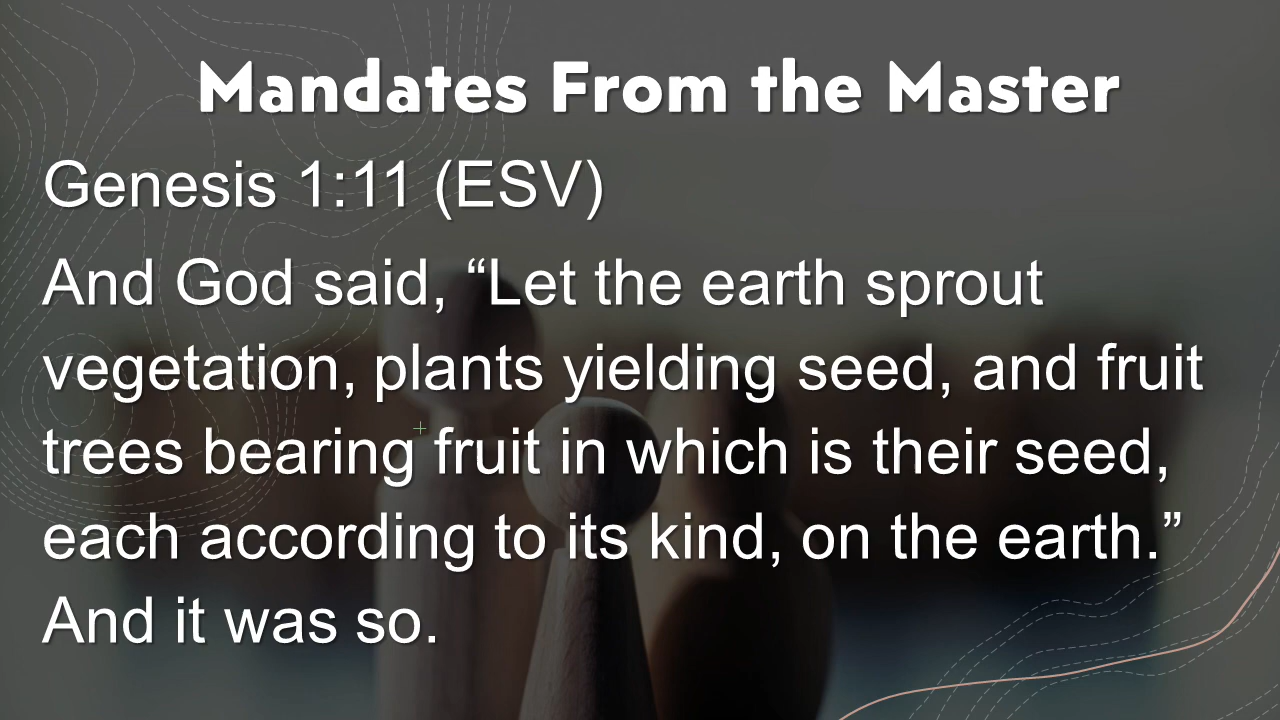 Mandates From the Master
Genesis 1:11 (ESV)
And God said, “Let the earth sprout
vegetation, plants yielding seed, and fruit
trees bearing fruit in which is their seed,
each according to its kind, on the earth.”
And it was so.